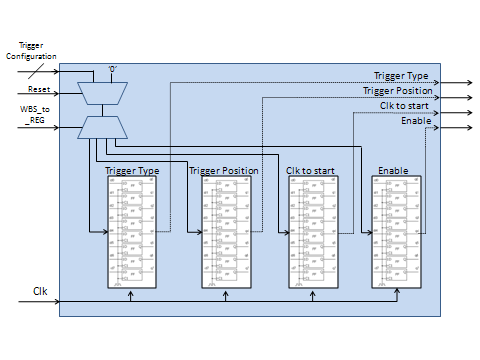 Trigger
Configuration
'0'
Reset
WBS_to
_REG
Trigger Type
Trigger Position
Clk to start
Enable
Trigger Type
Trigger Position
Clk to start
Enable
Clk